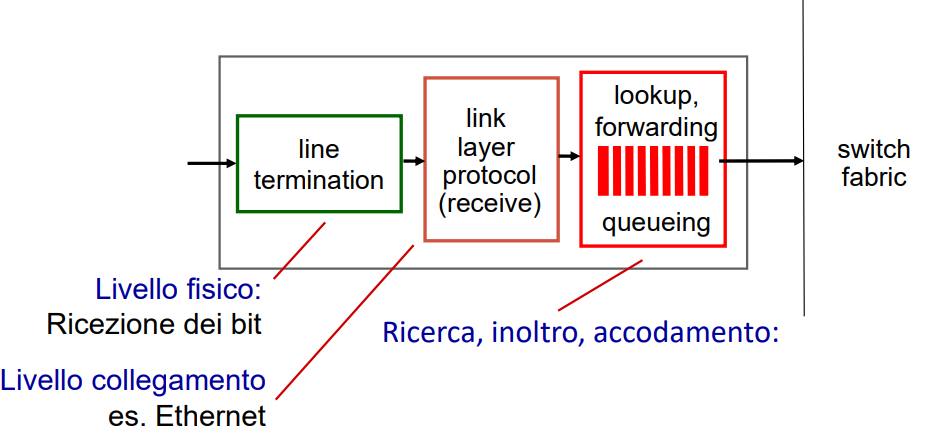 line
termination
link
layer
protocol
(receive)
lookup,
forwarding
queueing
switch
fabric
Livello fisico:
Ricezione dei bit
Livello collegamento
es. Ethernet
Ricerca, inoltro, accodamento: